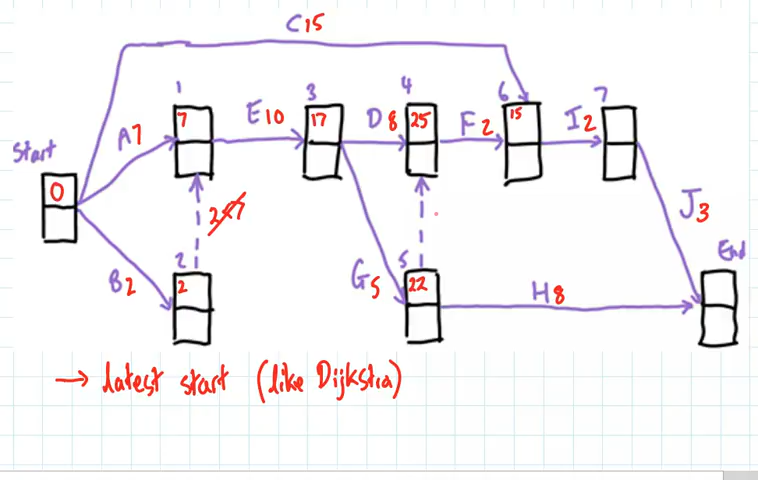 C15
1
3
4
6
7
7
E10
17
D8
25
F2
15
I2
Start
A7
0
2<7
J3
End
B2
2
2
G5
5
22
H8
→ latest start (like Dijkstra)